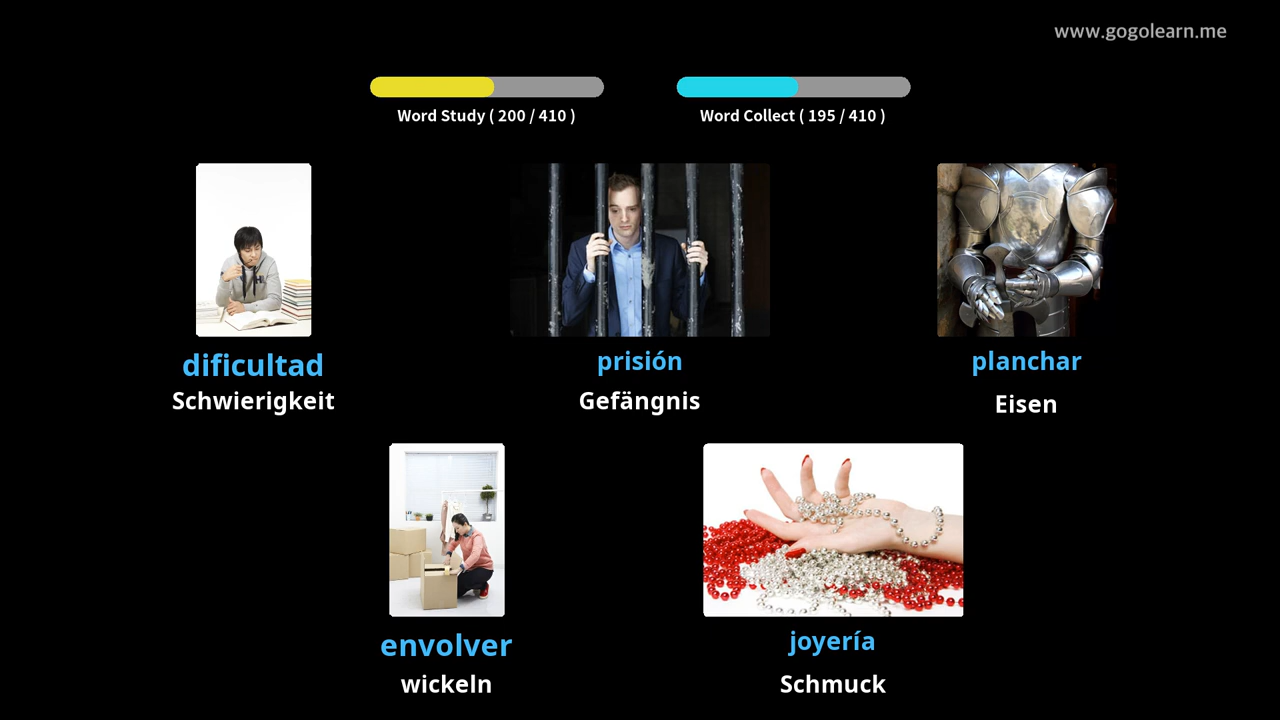 www.gogolearn.me
Word Study ( 200 / 410 )
Word Collect ( 195 / 410 )
dificultad
Schwierigkeit
prisión
Gefängnis
planchar
Eisen
envolver
wickeln
joyería
Schmuck